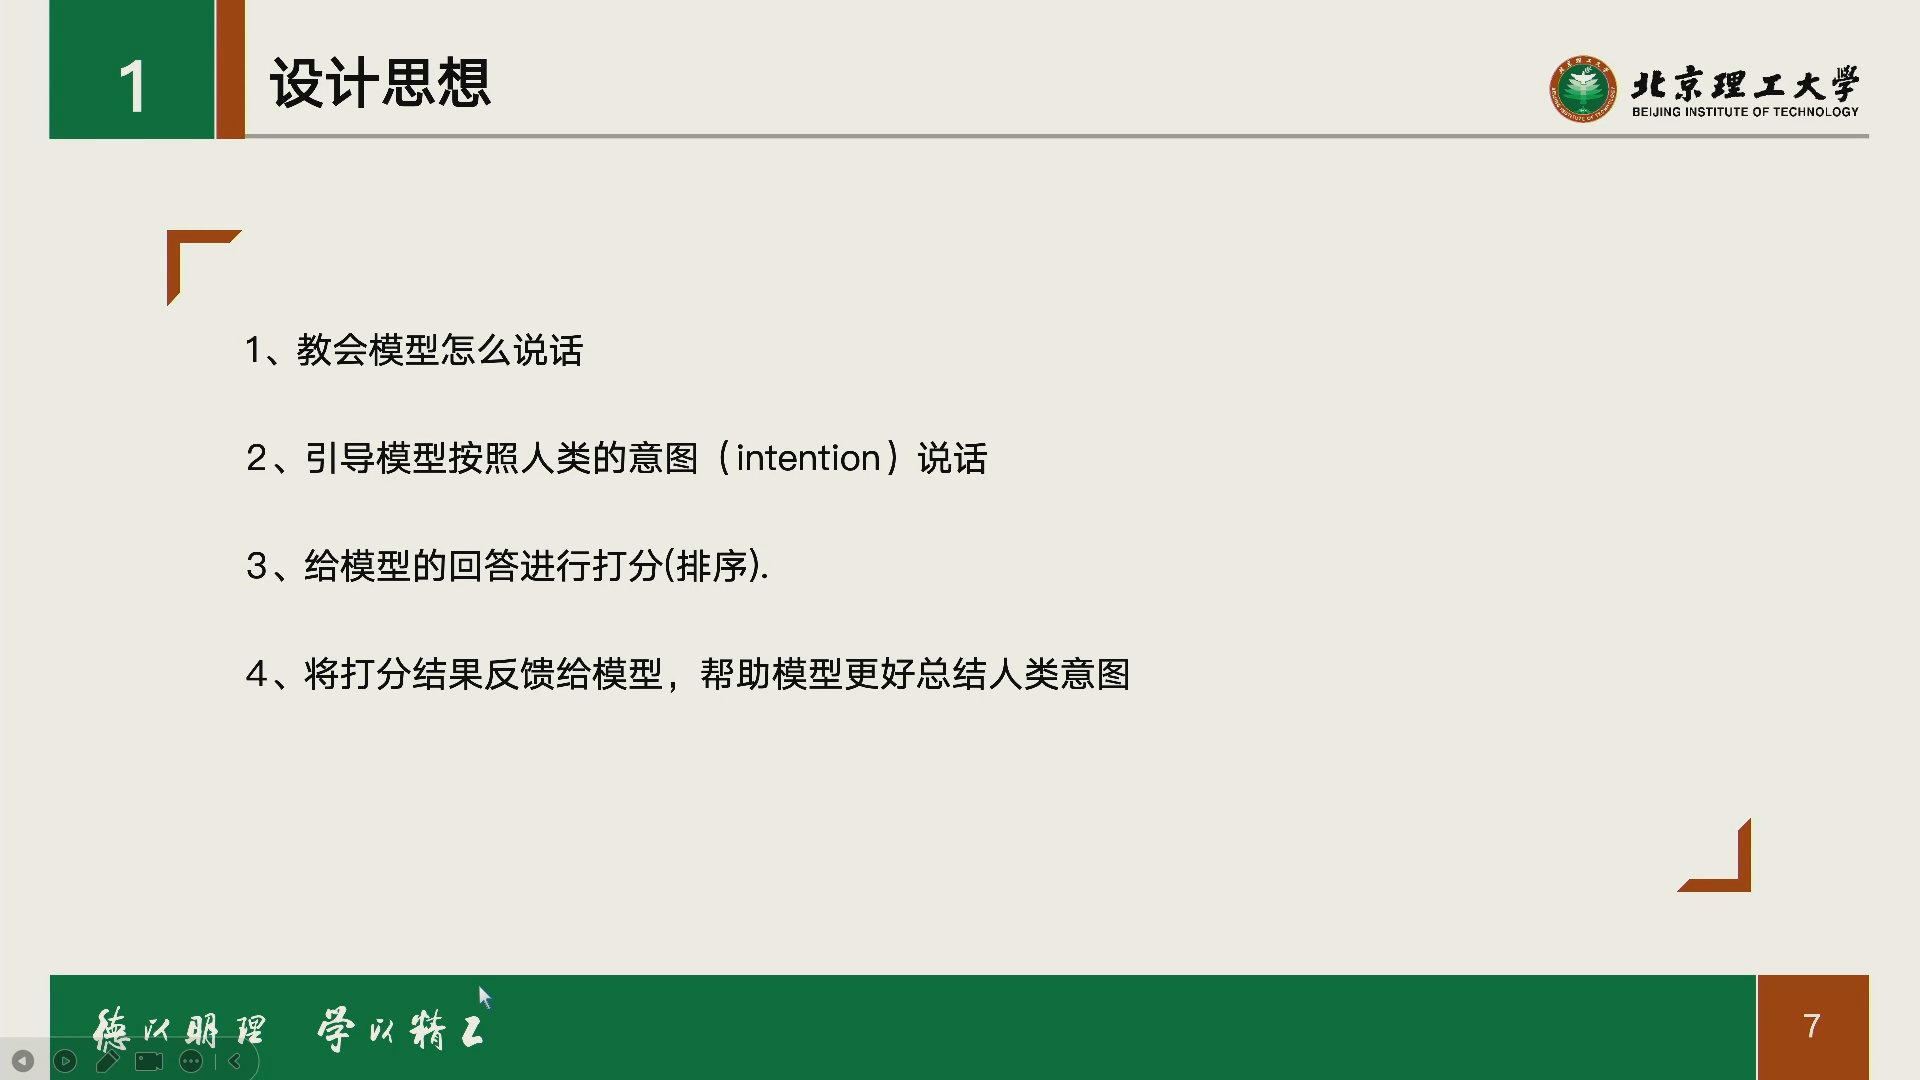 1
设计思想
北京理工大学
BEIJING INSTITUTE OF TECHNOLOGY
1、教会模型怎么说话
2、引导模型按照人类的意图（intention）说话
3、给模型的回答进行打分(排序).
4、将打分结果反馈给模型，帮助模型更好总结人类意图
德以明理 学以精工
7